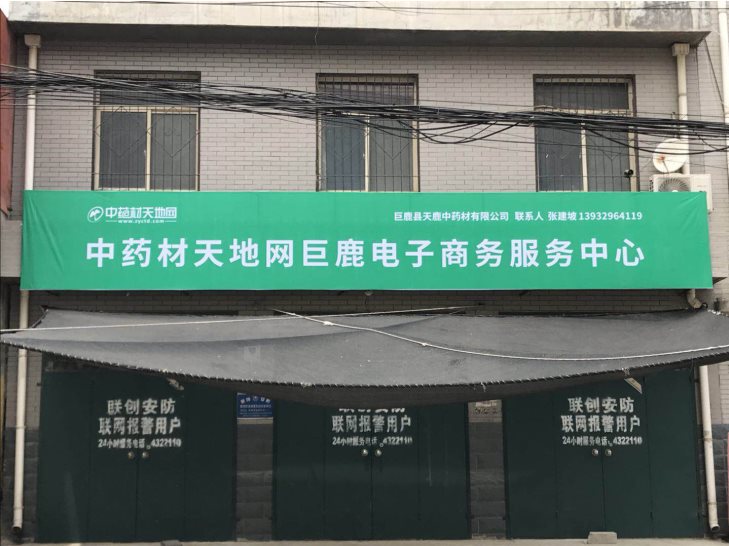 中药材天地网
www.zyctd.com
巨鹿县天鹿中药材有限公司 联系人 张建坡 13932964119
中药材天地网巨鹿电子商务服务中心
联创安防
联网报警用户
24小时服务电话:4322110
联创安防
联网报警用户
24小时服务电话:4322110
联创安防
联网报警用户
24小时服务电话:4322110